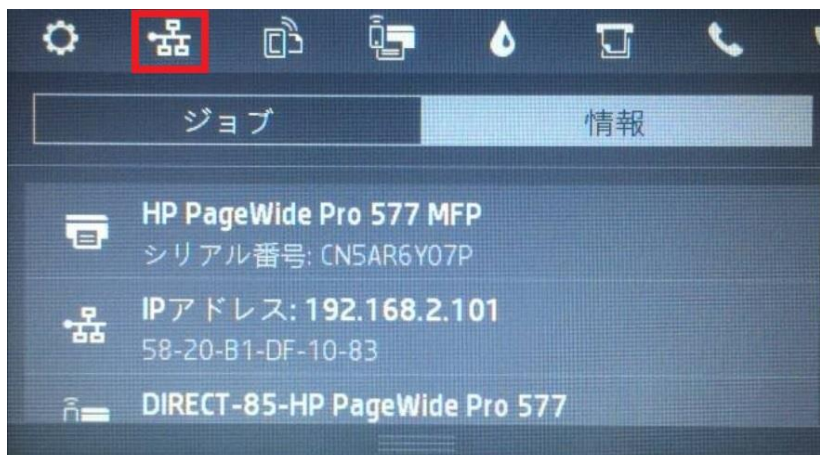 ジョブ
情報
HP PageWide Pro 577 MFP
シリアル番号: CN5AR6Y07P
IPアドレス: 192.168.2.101
58-20-B1-DF-10-83
DIRECT-85-HP PageWide Pro 577